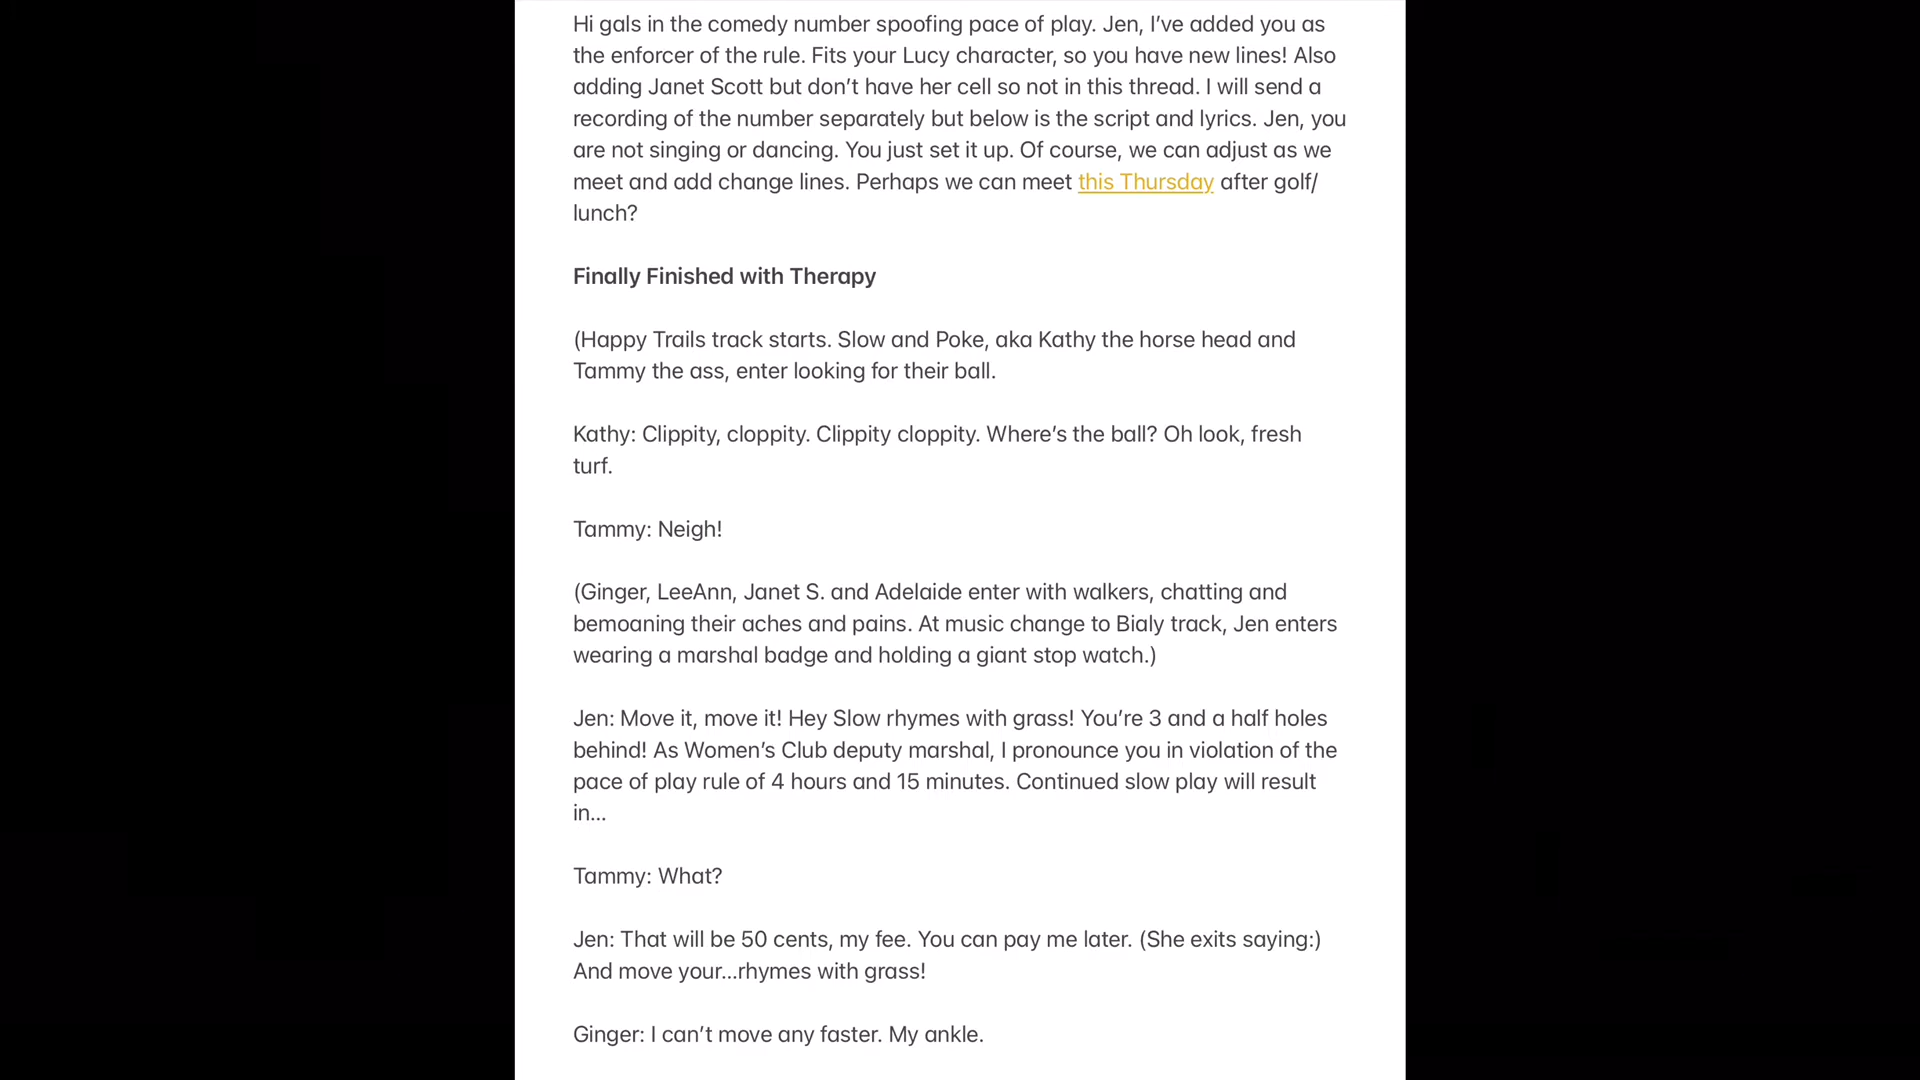 Hi gals in the comedy number spoofing pace of play. Jen, I’ve added you as
the enforcer of the rule. Fits your Lucy character, so you have new lines! Also
adding Janet Scott but don’t have her cell so not in this thread. I will send a
recording of the number separately but below is the script and lyrics. Jen, you
are not singing or dancing. You just set it up. Of course, we can adjust as we
meet and add change lines. Perhaps we can meet this Thursday after golf/
lunch?
Finally Finished with Therapy
(Happy Trails track starts. Slow and Poke, aka Kathy the horse head and
Tammy the ass, enter looking for their ball.
Kathy: Clippity, cloppity. Clippity cloppity. Where’s the ball? Oh look, fresh
turf.
Tammy: Neigh!
(Ginger, LeeAnn, Janet S. and Adelaide enter with walkers, chatting and
bemoaning their aches and pains. At music change to Bialy track, Jen enters
wearing a marshal badge and holding a giant stop watch.)
Jen: Move it, move it! Hey Slow rhymes with grass! You’re 3 and a half holes
behind! As Women’s Club deputy marshal, I pronounce you in violation of the
pace of play rule of 4 hours and 15 minutes. Continued slow play will result
in...
Tammy: What?
Jen: That will be 50 cents, my fee. You can pay me later. (She exits saying:)
And move your...rhymes with grass!
Ginger: I can’t move any faster. My ankle.